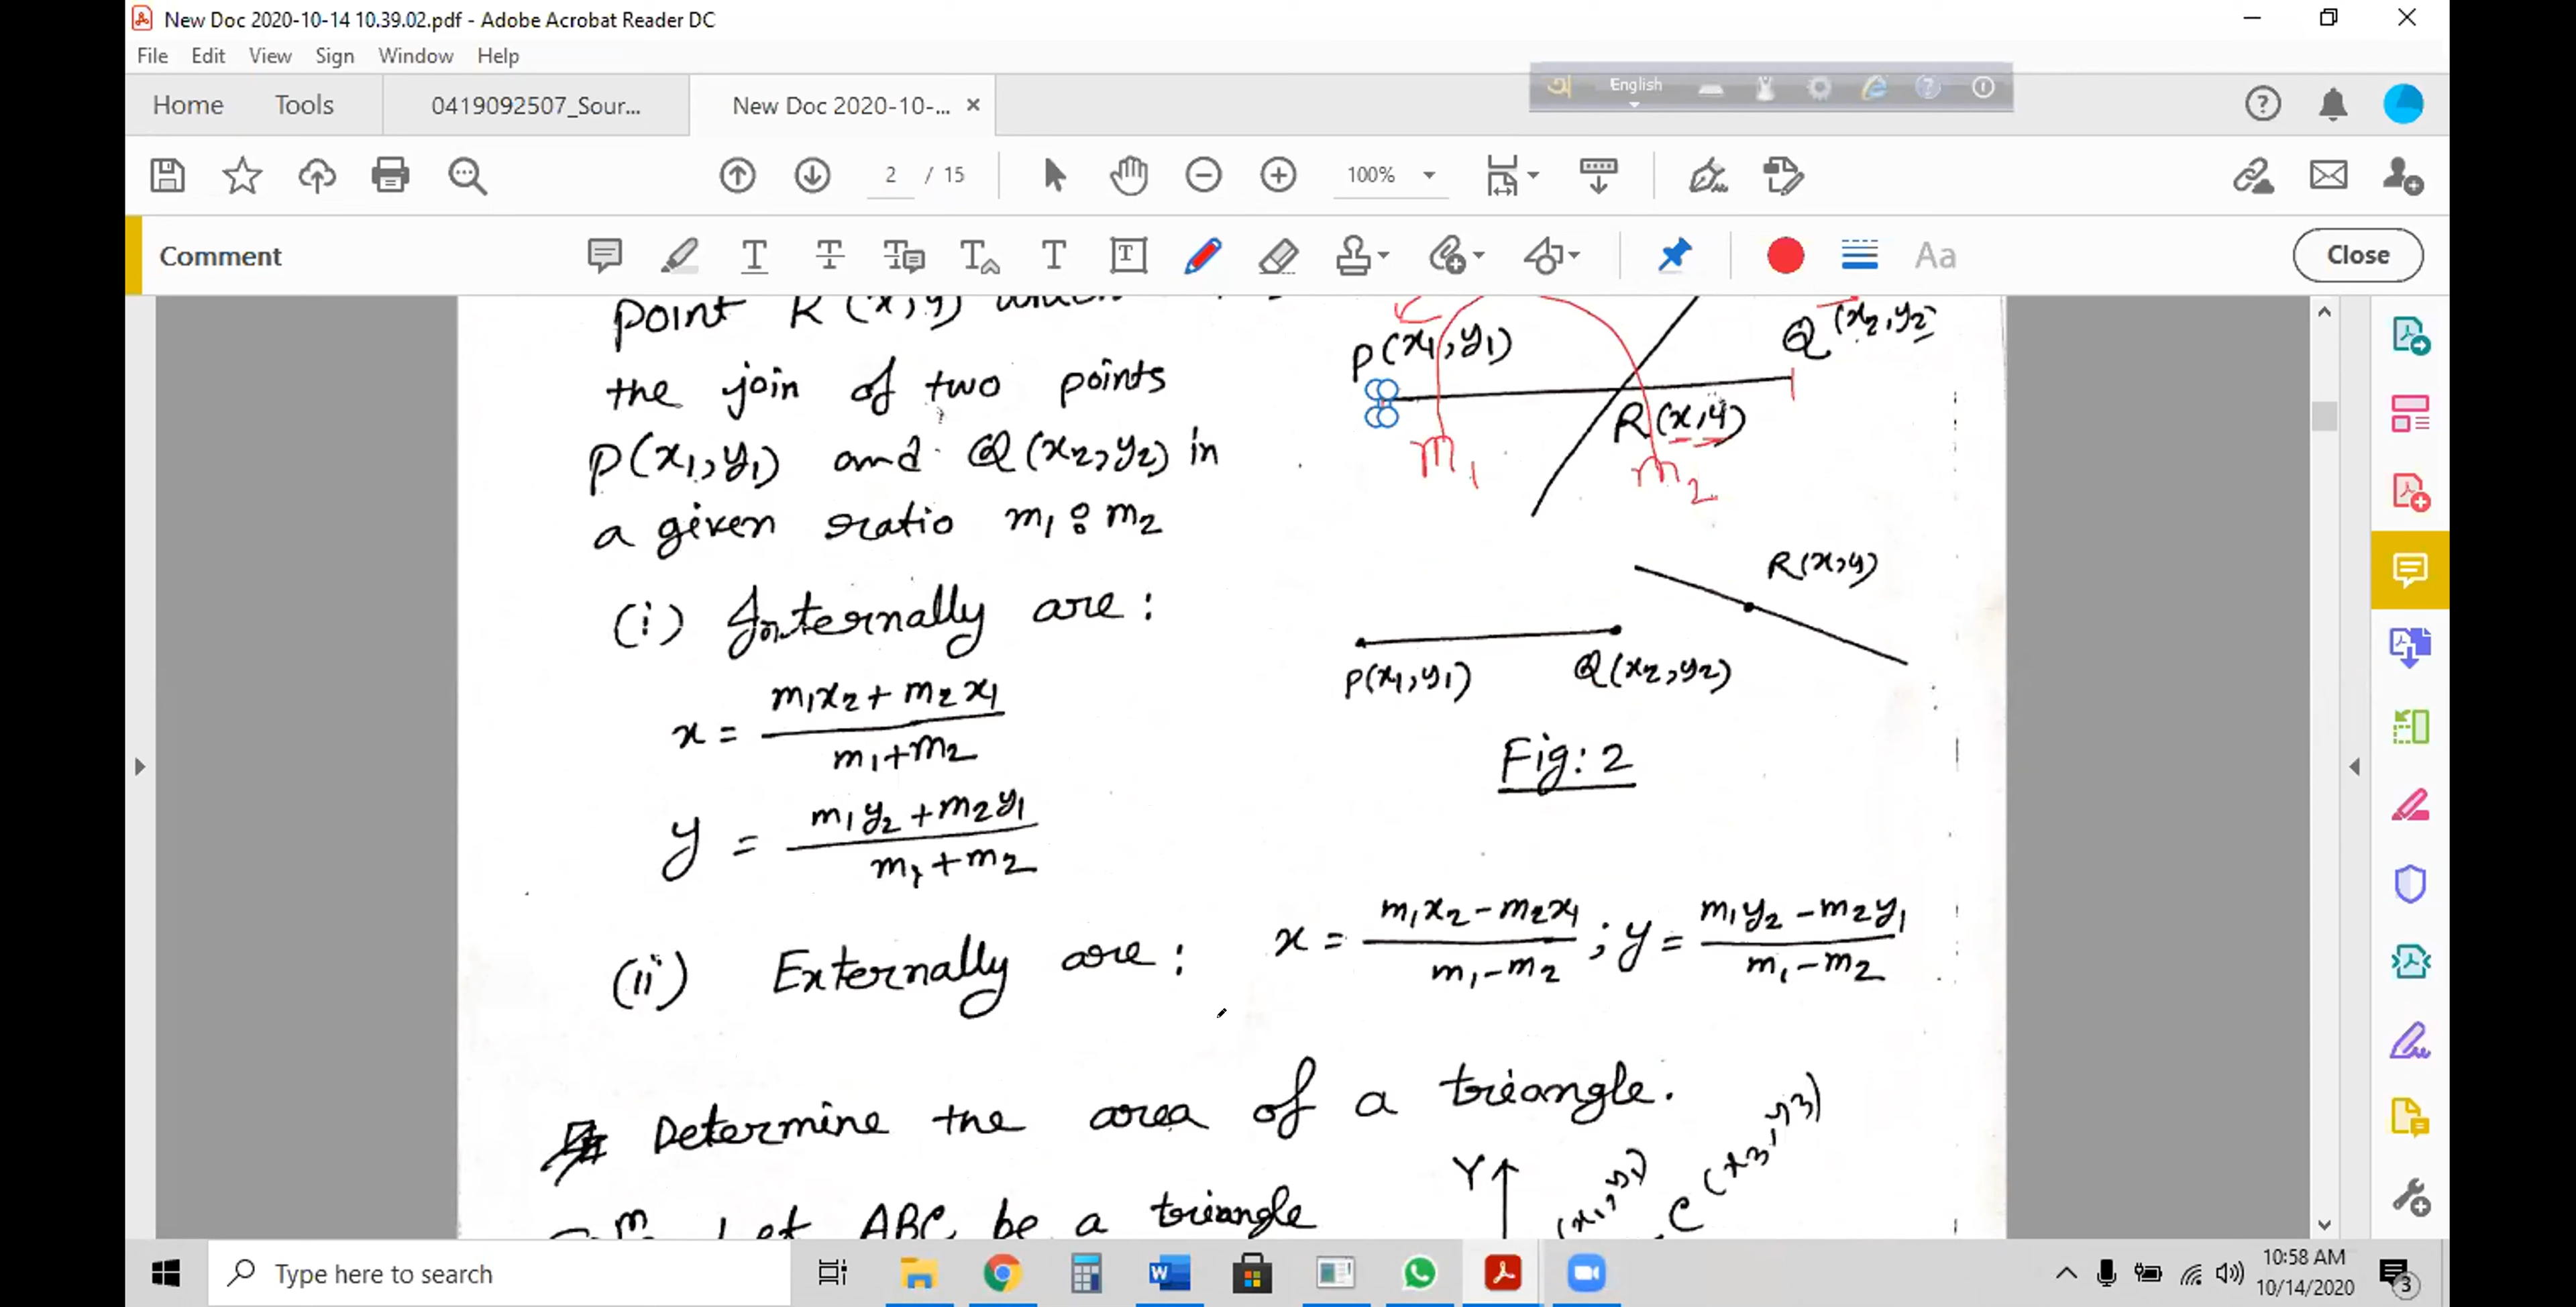 New Doc 2020-10-14 10.39.02.pdf - Adobe Acrobat Reader DC
File Edit View Sign Window Help
Home Tools 0419092507_Sour... New Doc 2020-10-... ×
English
2 / 15 100%
Comment Close
point R (x, y)
the join of two points
P(x1, y1) and Q(x2, y2) in
a given ratio m1 : m2
(i) Internally are:
x = (m1x2 + m2x1) / (m1+m2)
y = (m1y2 + m2y1) / (m1+m2)
P(x1, y1)
Q (x2, y2)
R(x, y)
m1
m2
R(x, y)
P(x1, y1) Q(x2, y2)
Fig: 2
(ii) Externally are: x = (m1x2 - m2x1) / (m1 - m2) ; y = (m1y2 - m2y1) / (m1 - m2)
# Determine the area of a triangle.
Let ABC be a triangle
Y
(x1, y1)
C (x3, y3)
Type here to search
10:58 AM
10/14/2020
3